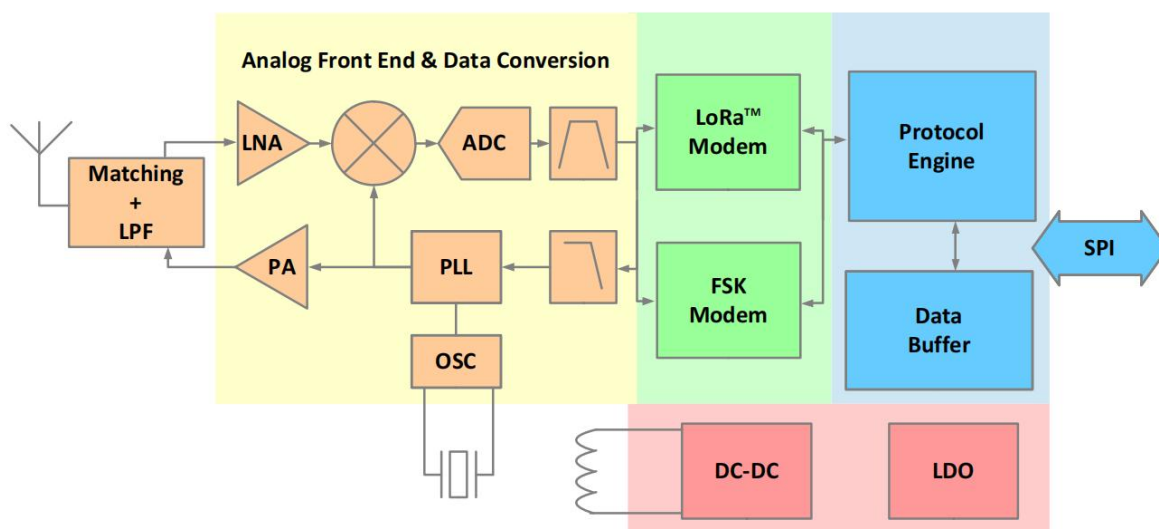 Analog Front End & Data Conversion
LNA
ADC
LoRa™
Modem
Protocol
Engine
Matching
+
LPF
PA
PLL
FSK
Modem
SPI
Data
Buffer
OSC
DC-DC
LDO